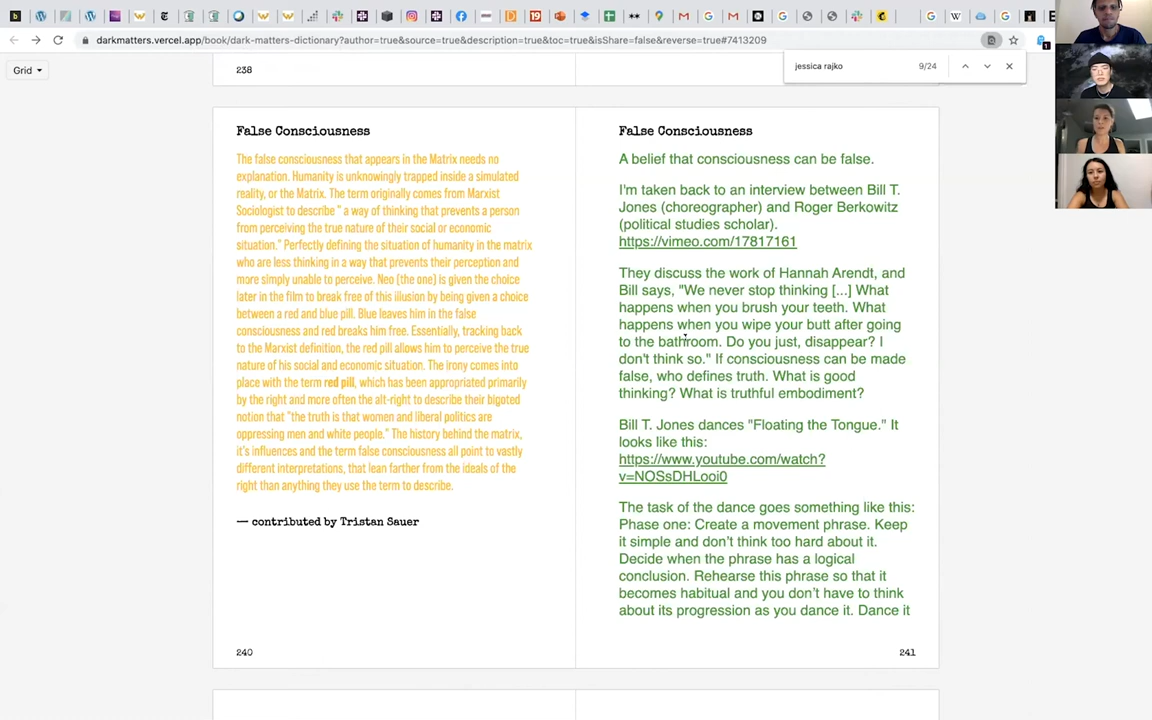 19
darkmatters.vercel.app/book/dark-matters-dictionary?author=true&source=true&description=true&toc=true&isShare=false&reverse=true#7413209
1
Grid
jessica rajko
9/24
238
False Consciousness
The false consciousness that appears in the Matrix needs no
explanation. Humanity is unknowingly trapped inside a simulated
reality, or the Matrix. The term originally comes from Marxist
Sociologist to describe " a way of thinking that prevents a person
from perceiving the true nature of their social or economic
situation." Perfectly defining the situation of humanity in the matrix
who are less thinking in a way that prevents their perception and
more simply unable to perceive. Neo (the one) is given the choice
later in the film to break free of this illusion by being given a choice
between a red and blue pill. Blue leaves him in the false
consciousness and red breaks him free. Essentially, tracking back
to the Marxist definition, the red pill allows him to perceive the true
nature of his social and economic situation. The irony comes into
place with the term red pill, which has been appropriated primarily
by the right and more often the alt-right to describe their bigoted
notion that "the truth is that women and liberal politics are
oppressing men and white people." The history behind the matrix,
it's influences and the term false consciousness all point to vastly
different interpretations, that lean farther from the ideals of the
right than anything they use the term to describe.
— contributed by Tristan Sauer
240
False Consciousness
A belief that consciousness can be false.
I'm taken back to an interview between Bill T.
Jones (choreographer) and Roger Berkowitz
(political studies scholar).
https://vimeo.com/17817161
They discuss the work of Hannah Arendt, and
Bill says, "We never stop thinking [...] What
happens when you brush your teeth. What
happens when you wipe your butt after going
to the bathroom. Do you just, disappear? I
don't think so." If consciousness can be made
false, who defines truth. What is good
thinking? What is truthful embodiment?
Bill T. Jones dances "Floating the Tongue." It
looks like this:
https://www.youtube.com/watch?
v=NOSsDHLooi0
The task of the dance goes something like this:
Phase one: Create a movement phrase. Keep
it simple and don't think too hard about it.
Decide when the phrase has a logical
conclusion. Rehearse this phrase so that it
becomes habitual and you don't have to think
about its progression as you dance it. Dance it
241